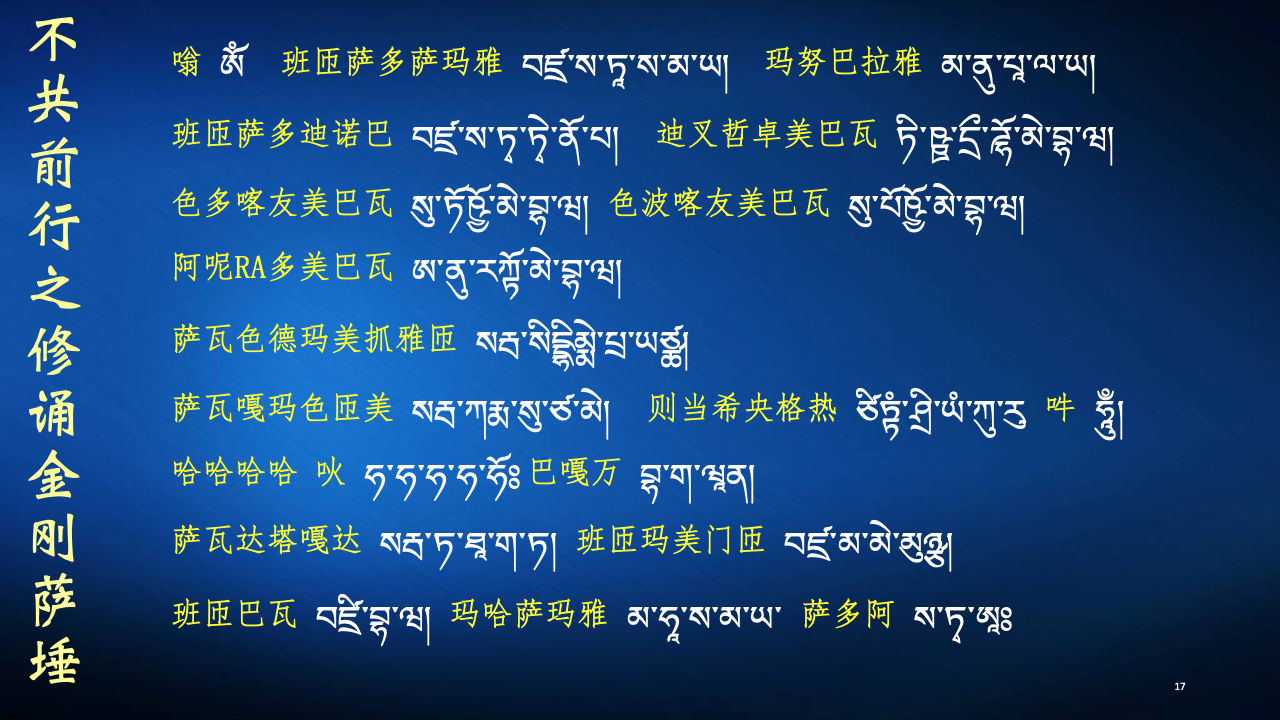 不共前行之修诵金刚萨埵
嗡 ཨོཾ 班匝萨多萨玛雅 བཛྲ་ས་ཏྭ་ས་མ་ཡ། 玛努巴拉雅 མ་ནུ་པཱ་ལ་ཡ།
班匝萨多迪诺巴 བཛྲ་ས་ཏྭ་ཏྭེ་ནོ་པ། 迪叉哲卓美巴瓦 ཏི་ཥྛ་དྲྀ་ཌྷོ་མེ་བྷ་ཝ།
色多喀友美巴瓦 སུ་ཏོ་ཥྱོ་མེ་བྷ་ཝ། 色波喀友美巴瓦 སུ་པོ་ཥྱོ་མེ་བྷ་ཝ།
阿呢RA多美巴瓦 ཨ་ནུ་རཀྟོ་མེ་བྷ་ཝ།
萨瓦色德玛美抓雅匝 སརྦ་སིདྡྷིམྨེ་པྲ་ཡཙྪ།
萨瓦嘎玛色匝美 སརྦ་ཀརྨ་སུ་ཙ་མེ། 则当希央格热 ཙིཏྟཾ་ཤྲི་ཡཾ་ཀུ་རུ 吽 ཧཱུྃ།
哈哈哈哈 吙 ཧ་ཧ་ཧ་ཧ་ཧོཿ 巴嘎万 བྷ་ག་ཝཱན།
萨瓦达塔嘎达 སརྦ་ཏ་ཐཱ་ག་ཏ། 班匝玛美门匝 བཛྲ་མ་མེ་མུཉྩ།
班匝巴瓦 བཛྲི་བྷ་ཝ། 玛哈萨玛雅 མ་ཧཱ་ས་མ་ཡ་ 萨多阿 ས་ཏྭ་ཨཱཿ
17